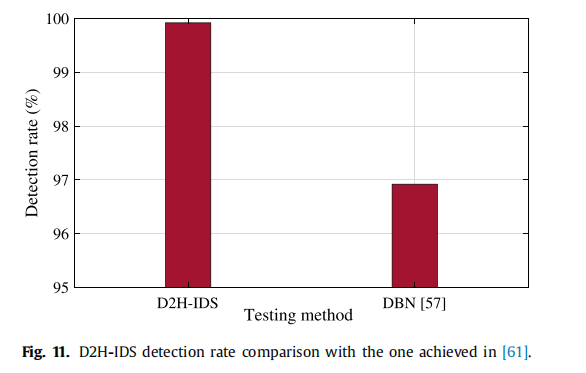 100
99
98
97
96
95
Detection rate (%)
D2H-IDS
DBN [57]
Testing method
Fig. 11. D2H-IDS detection rate comparison with the one achieved in [61].